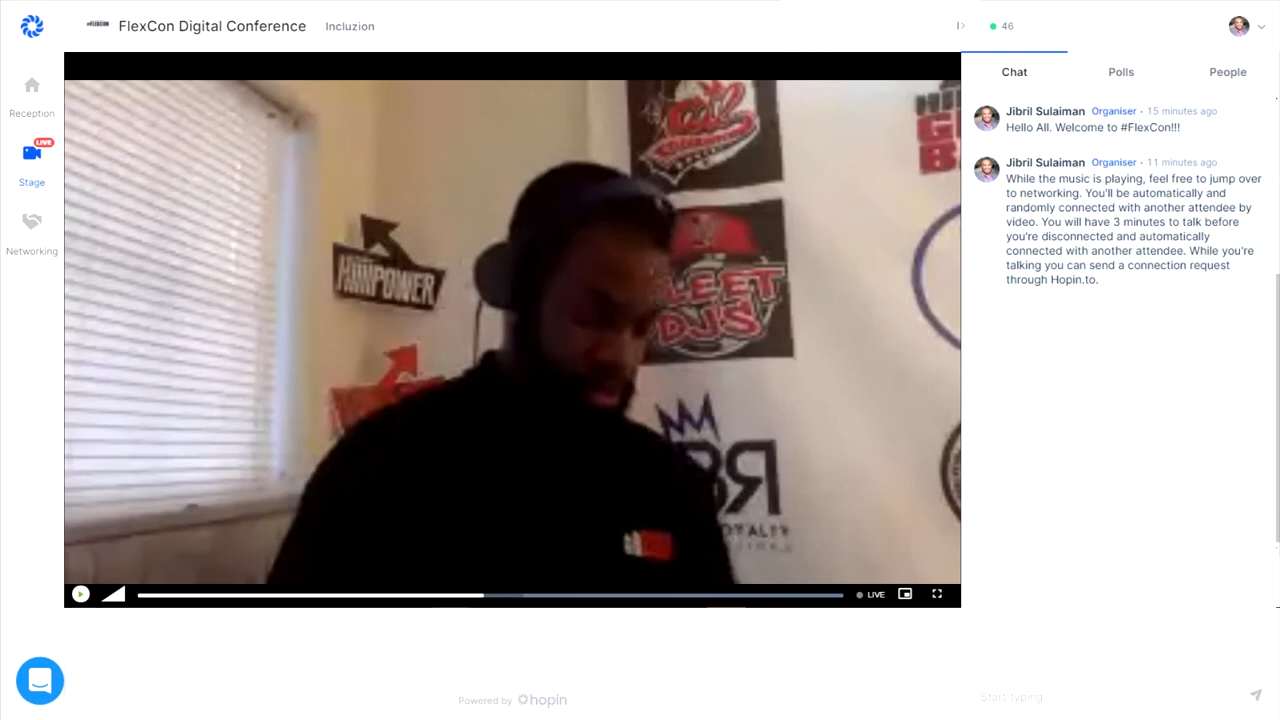 FlexCon Digital Conference
Incluzion
46
Reception
LIVE
Stage
Networking
MANPOWER
FLEET
DJ'S
LIVE
Powered by hopin
Chat
Polls
People
Jibril Sulaiman Organiser • 15 minutes ago
Hello All. Welcome to #FlexCon!!!
Jibril Sulaiman Organiser • 11 minutes ago
While the music is playing, feel free to jump over
to networking. You'll be automatically and
randomly connected with another attendee by
video. You will have 3 minutes to talk before
you're disconnected and automatically
connected with another attendee. While you're
talking you can send a connection request
through Hopin.to.
Start typing...